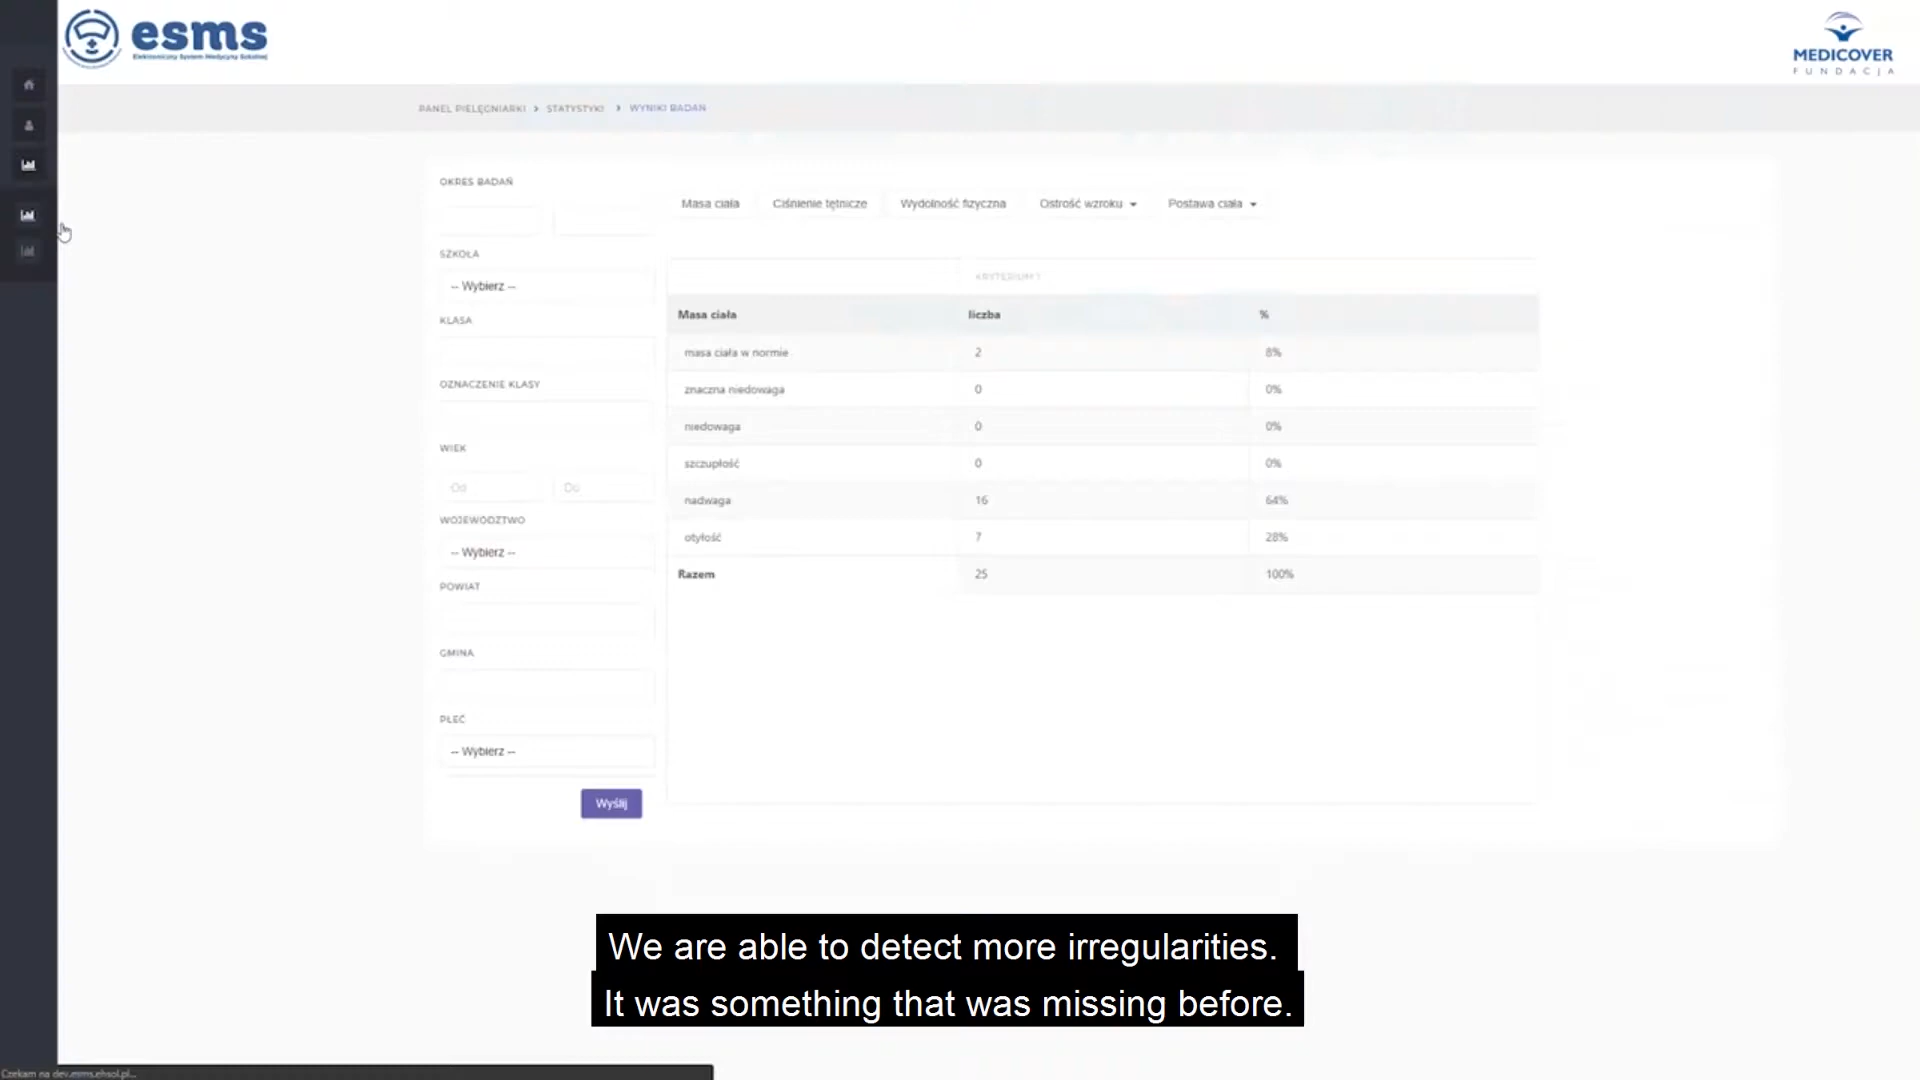 esms
Elektroniczny System Medycyny Szkolnej
MEDICOVER
FUNDACJA
PANEL PIELĘGNIARKI > STATYSTYKI > WYNIKI BADAŃ
OKRES BADAŃ
SZKOŁA
-- Wybierz --
KLASA
OZNACZENIE KLASY
WIEK
Od Do
WOJEWÓDZTWO
-- Wybierz --
POWIAT
GMINA
PŁEĆ
-- Wybierz --
Wyślij
Masa ciała Ciśnienie tętnicze Wydolność fizyczna Ostrość wzroku Postawa ciała
KRYTERIUM 1
Masa ciała liczba %
masa ciała w normie 2 8%
znaczna niedowaga 0 0%
niedowaga 0 0%
szczupłość 0 0%
nadwaga 16 64%
otyłość 7 28%
Razem 25 100%
We are able to detect more irregularities.
It was something that was missing before.
Czekam na dev.esms.ehsol.pl...